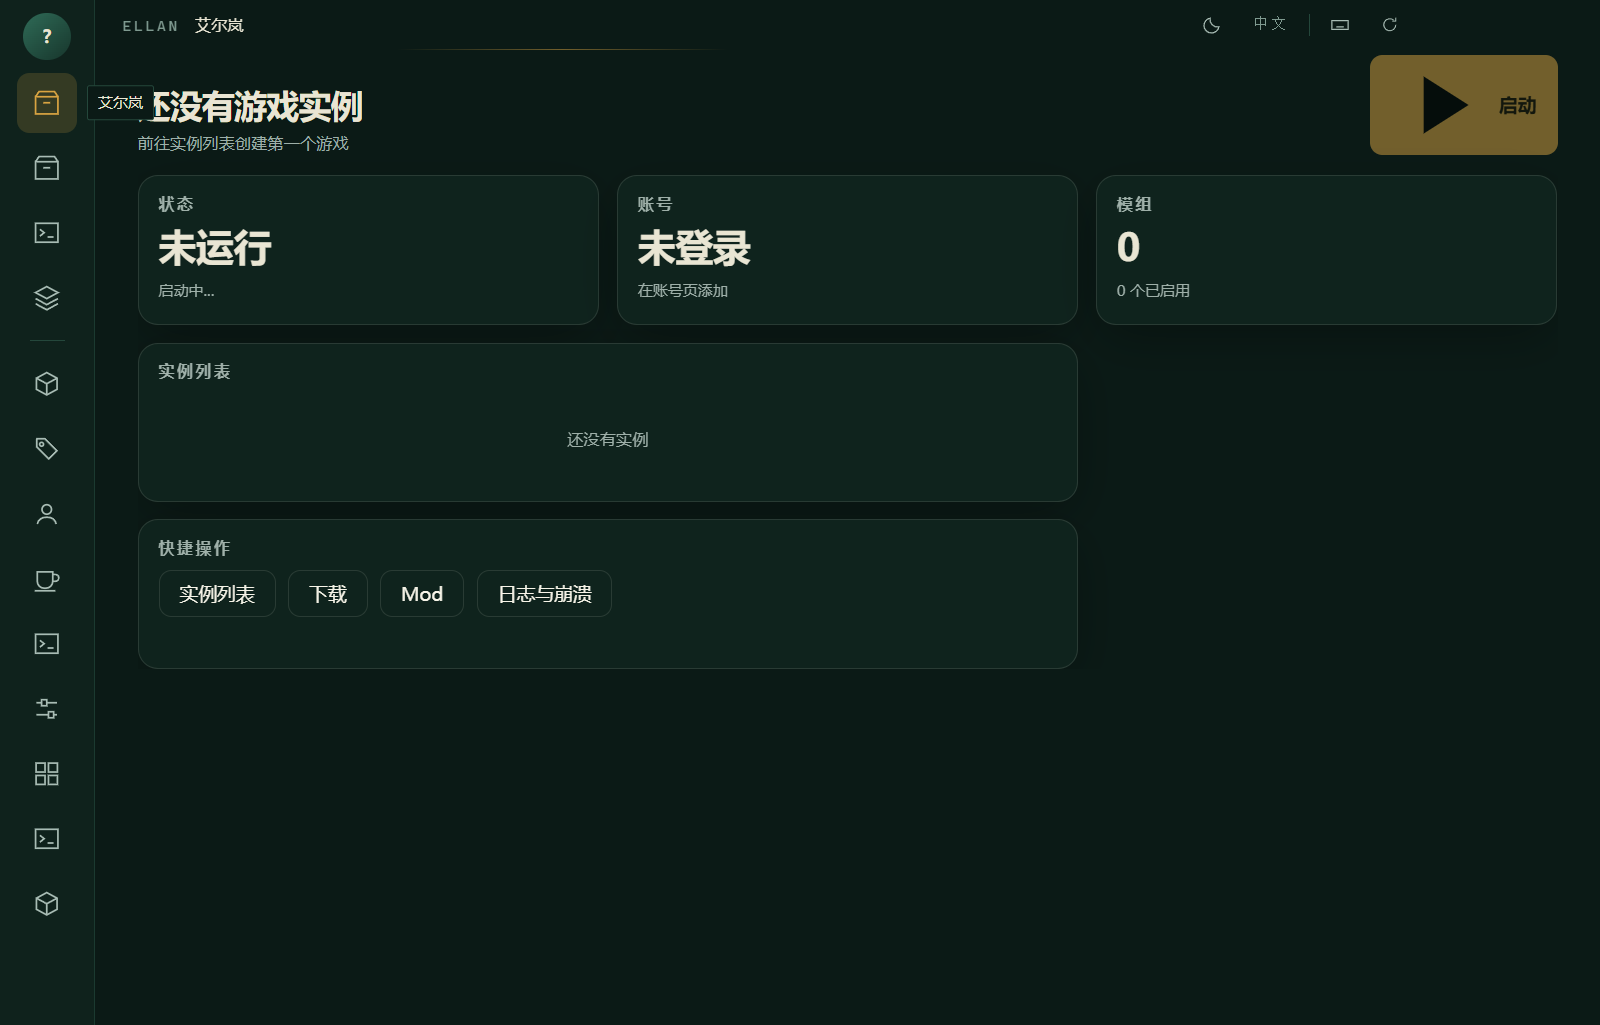 ?
ELLAN 艾尔岚
中文
艾尔岚
还没有游戏实例
前往实例列表创建第一个游戏
启动
状态
未运行
启动中...
账号
未登录
在账号页添加
模组
0
0 个已启用
实例列表
还没有实例
快捷操作
实例列表
下载
Mod
日志与崩溃